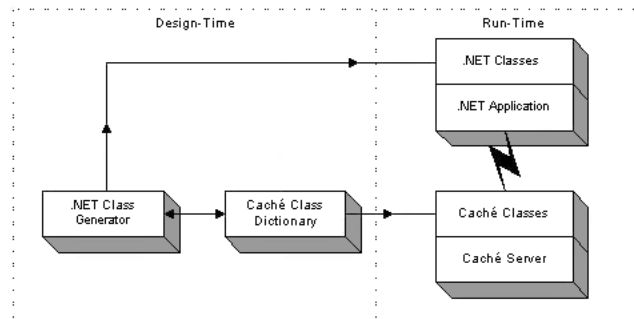 Design-Time
Run-Time
.NET Classes
.NET Application
.NET Class
Generator
Caché Class
Dictionary
Caché Classes
Caché Server